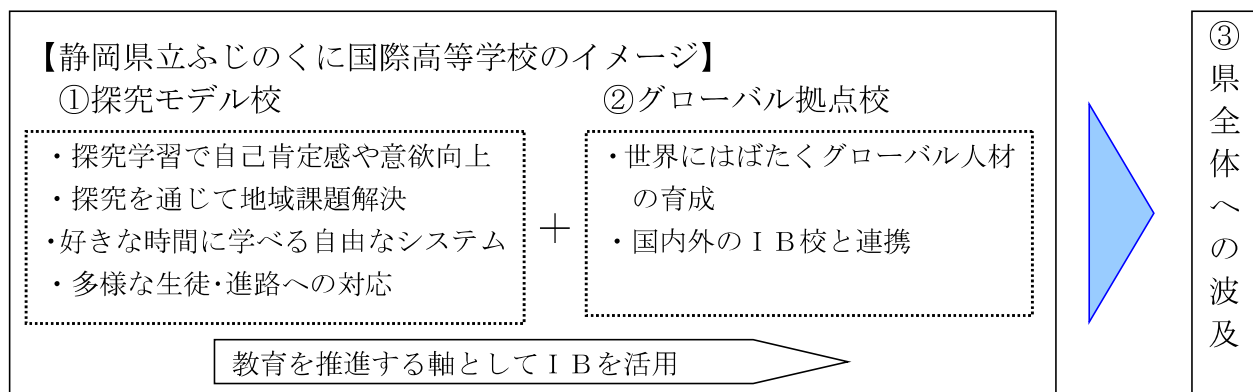 【静岡県立ふじのくに国際高等学校のイメージ】
①探究モデル校
・探究学習で自己肯定感や意欲向上
・探究を通じて地域課題解決
・好きな時間に学べる自由なシステム
・多様な生徒・進路への対応
＋
②グローバル拠点校
・世界にはばたくグローバル人材
の育成
・国内外のＩＢ校と連携
教育を推進する軸としてＩＢを活用
③県全体への波及